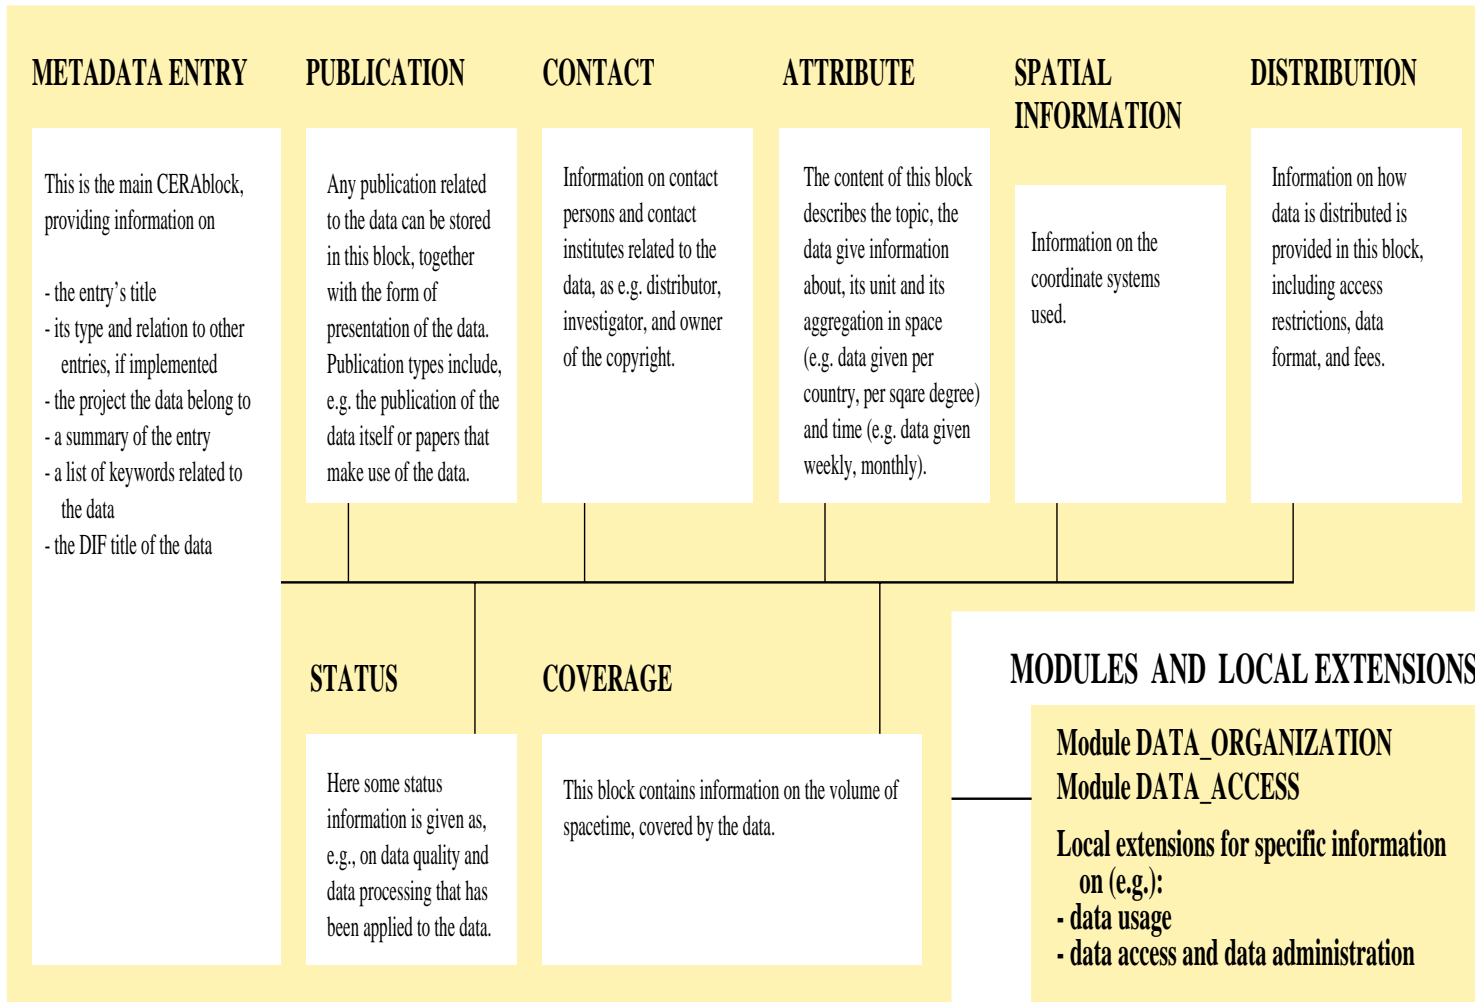 METADATA ENTRY
This is the main CERAblock,
providing information on
- the entry's title
- its type and relation to other
entries, if implemented
- the project the data belong to
- a summary of the entry
- a list of keywords related to
the data
- the DIF title of the data
PUBLICATION
Any publication related
to the data can be stored
in this block, together
with the form of
presentation of the data.
Publication types include,
e.g. the publication of the
data itself or papers that
make use of the data.
CONTACT
Information on contact
persons and contact
institutes related to the
data, as e.g. distributor,
investigator, and owner
of the copyright.
ATTRIBUTE
The content of this block
describes the topic, the
data give information
about, its unit and its
aggregation in space
(e.g. data given per
country, per sqare degree)
and time (e.g. data given
weekly, monthly).
SPATIAL
INFORMATION
Information on the
coordinate systems
used.
DISTRIBUTION
Information on how
data is distributed is
provided in this block,
including access
restrictions, data
format, and fees.
STATUS
Here some status
information is given as,
e.g., on data quality and
data processing that has
been applied to the data.
COVERAGE
This block contains information on the volume of
spacetime, covered by the data.
MODULES AND LOCAL EXTENSIONS
Module DATA_ORGANIZATION
Module DATA_ACCESS
Local extensions for specific information
on (e.g.):
- data usage
- data access and data administration